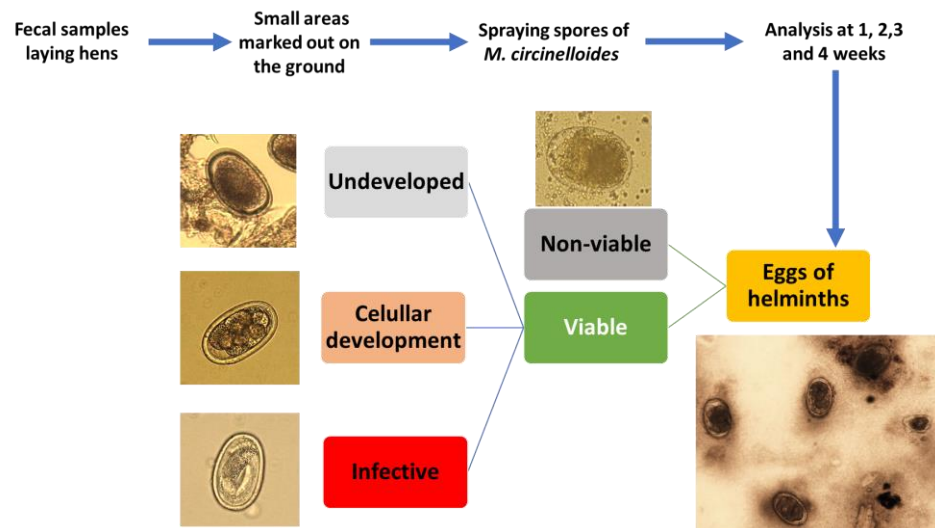 Fecal samples
laying hens
Small areas
marked out on
the ground
Spraying spores of
M. circinelloides
Analysis at 1, 2,3
and 4 weeks
Undeveloped
Non-viable
Eggs of
helminths
Celullar
development
Viable
Infective